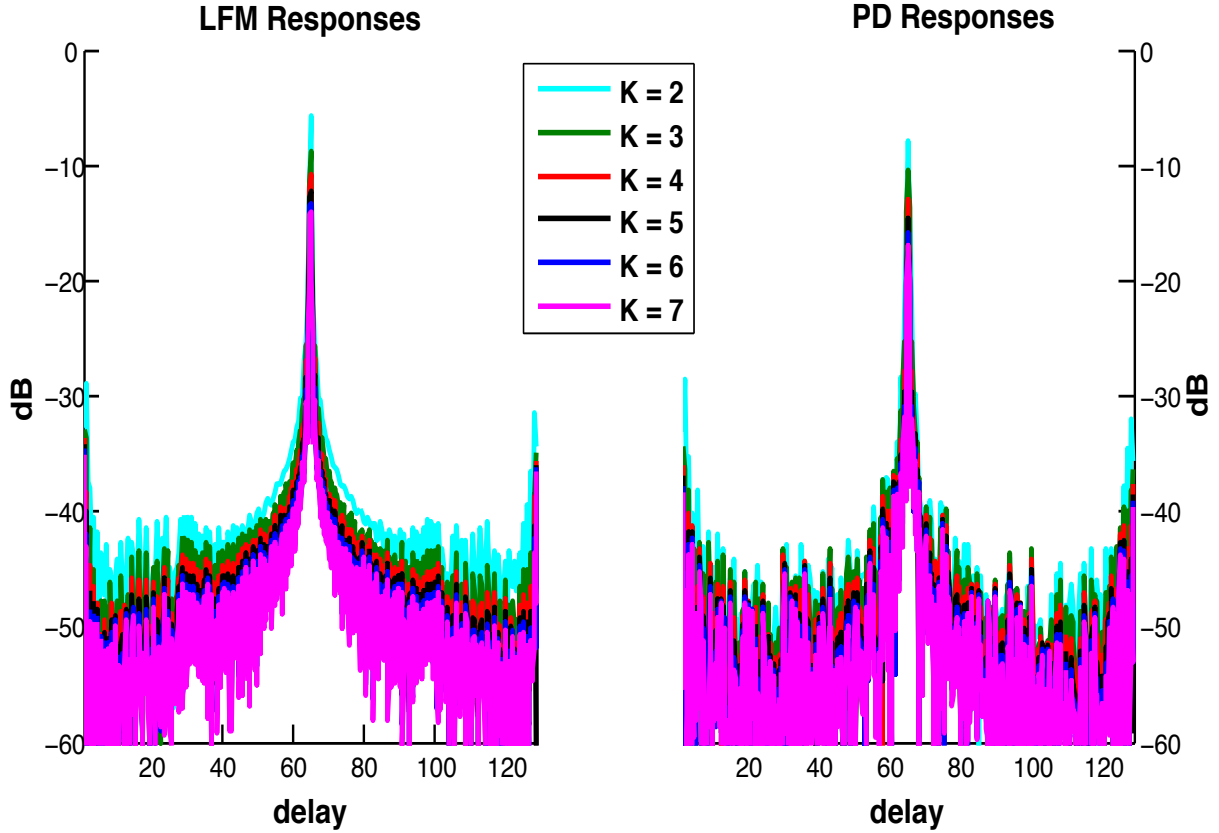 LFM Responses
PD Responses
0
−10
−20
−30
−40
−50
−60
dB
20
40
60
80
100
120
delay
K = 2
K = 3
K = 4
K = 5
K = 6
K = 7
0
−10
−20
−30
−40
−50
−60
dB
20
40
60
80
100
120
delay